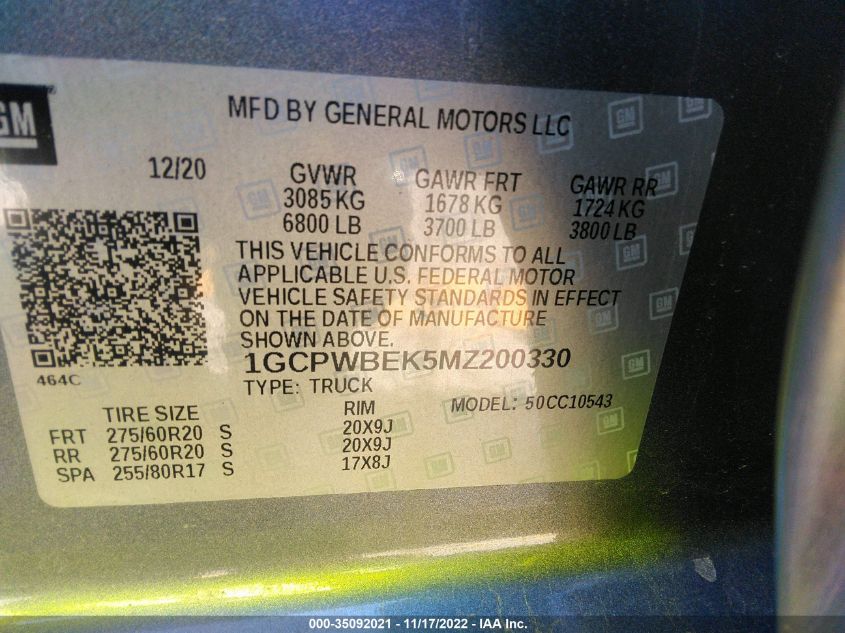 GM
MFD BY GENERAL MOTORS LLC
12/20 GVWR GAWR FRT GAWR RR
3085 KG 1678 KG 1724 KG
6800 LB 3700 LB 3800 LB
THIS VEHICLE CONFORMS TO ALL
APPLICABLE U.S. FEDERAL MOTOR
VEHICLE SAFETY STANDARDS IN EFFECT
ON THE DATE OF MANUFACTURE
SHOWN ABOVE.
1GCPWBEK5MZ200330
464C
TYPE: TRUCK
TIRE SIZE RIM MODEL: 50CC10543
FRT 275/60R20 S 20X9J
RR 275/60R20 S 20X9J
SPA 255/80R17 S 17X8J
000-35092021 - 11/17/2022 - IAA Inc.